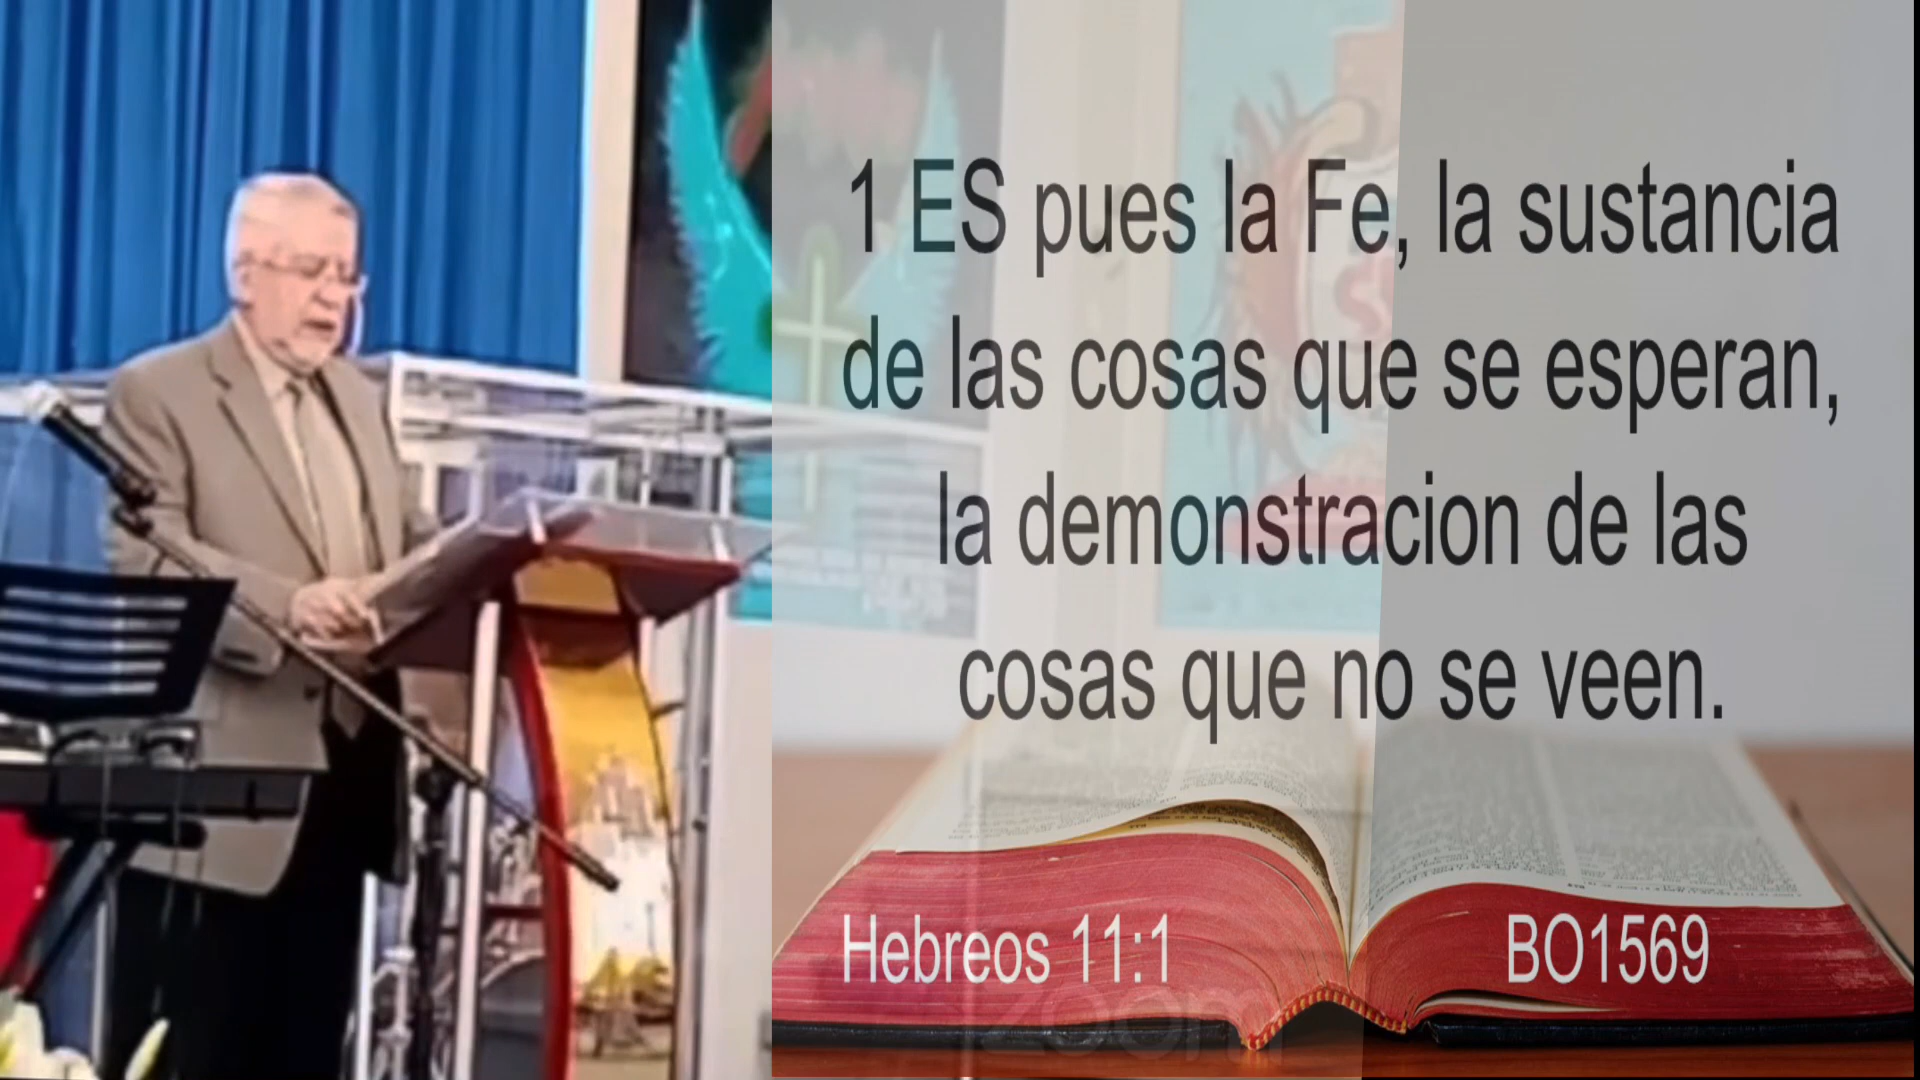 1 ES pues la Fe, la sustancia
de las cosas que se esperan,
la demonstracion de las
cosas que no se veen.
Hebreos 11:1 BO1569
zoom